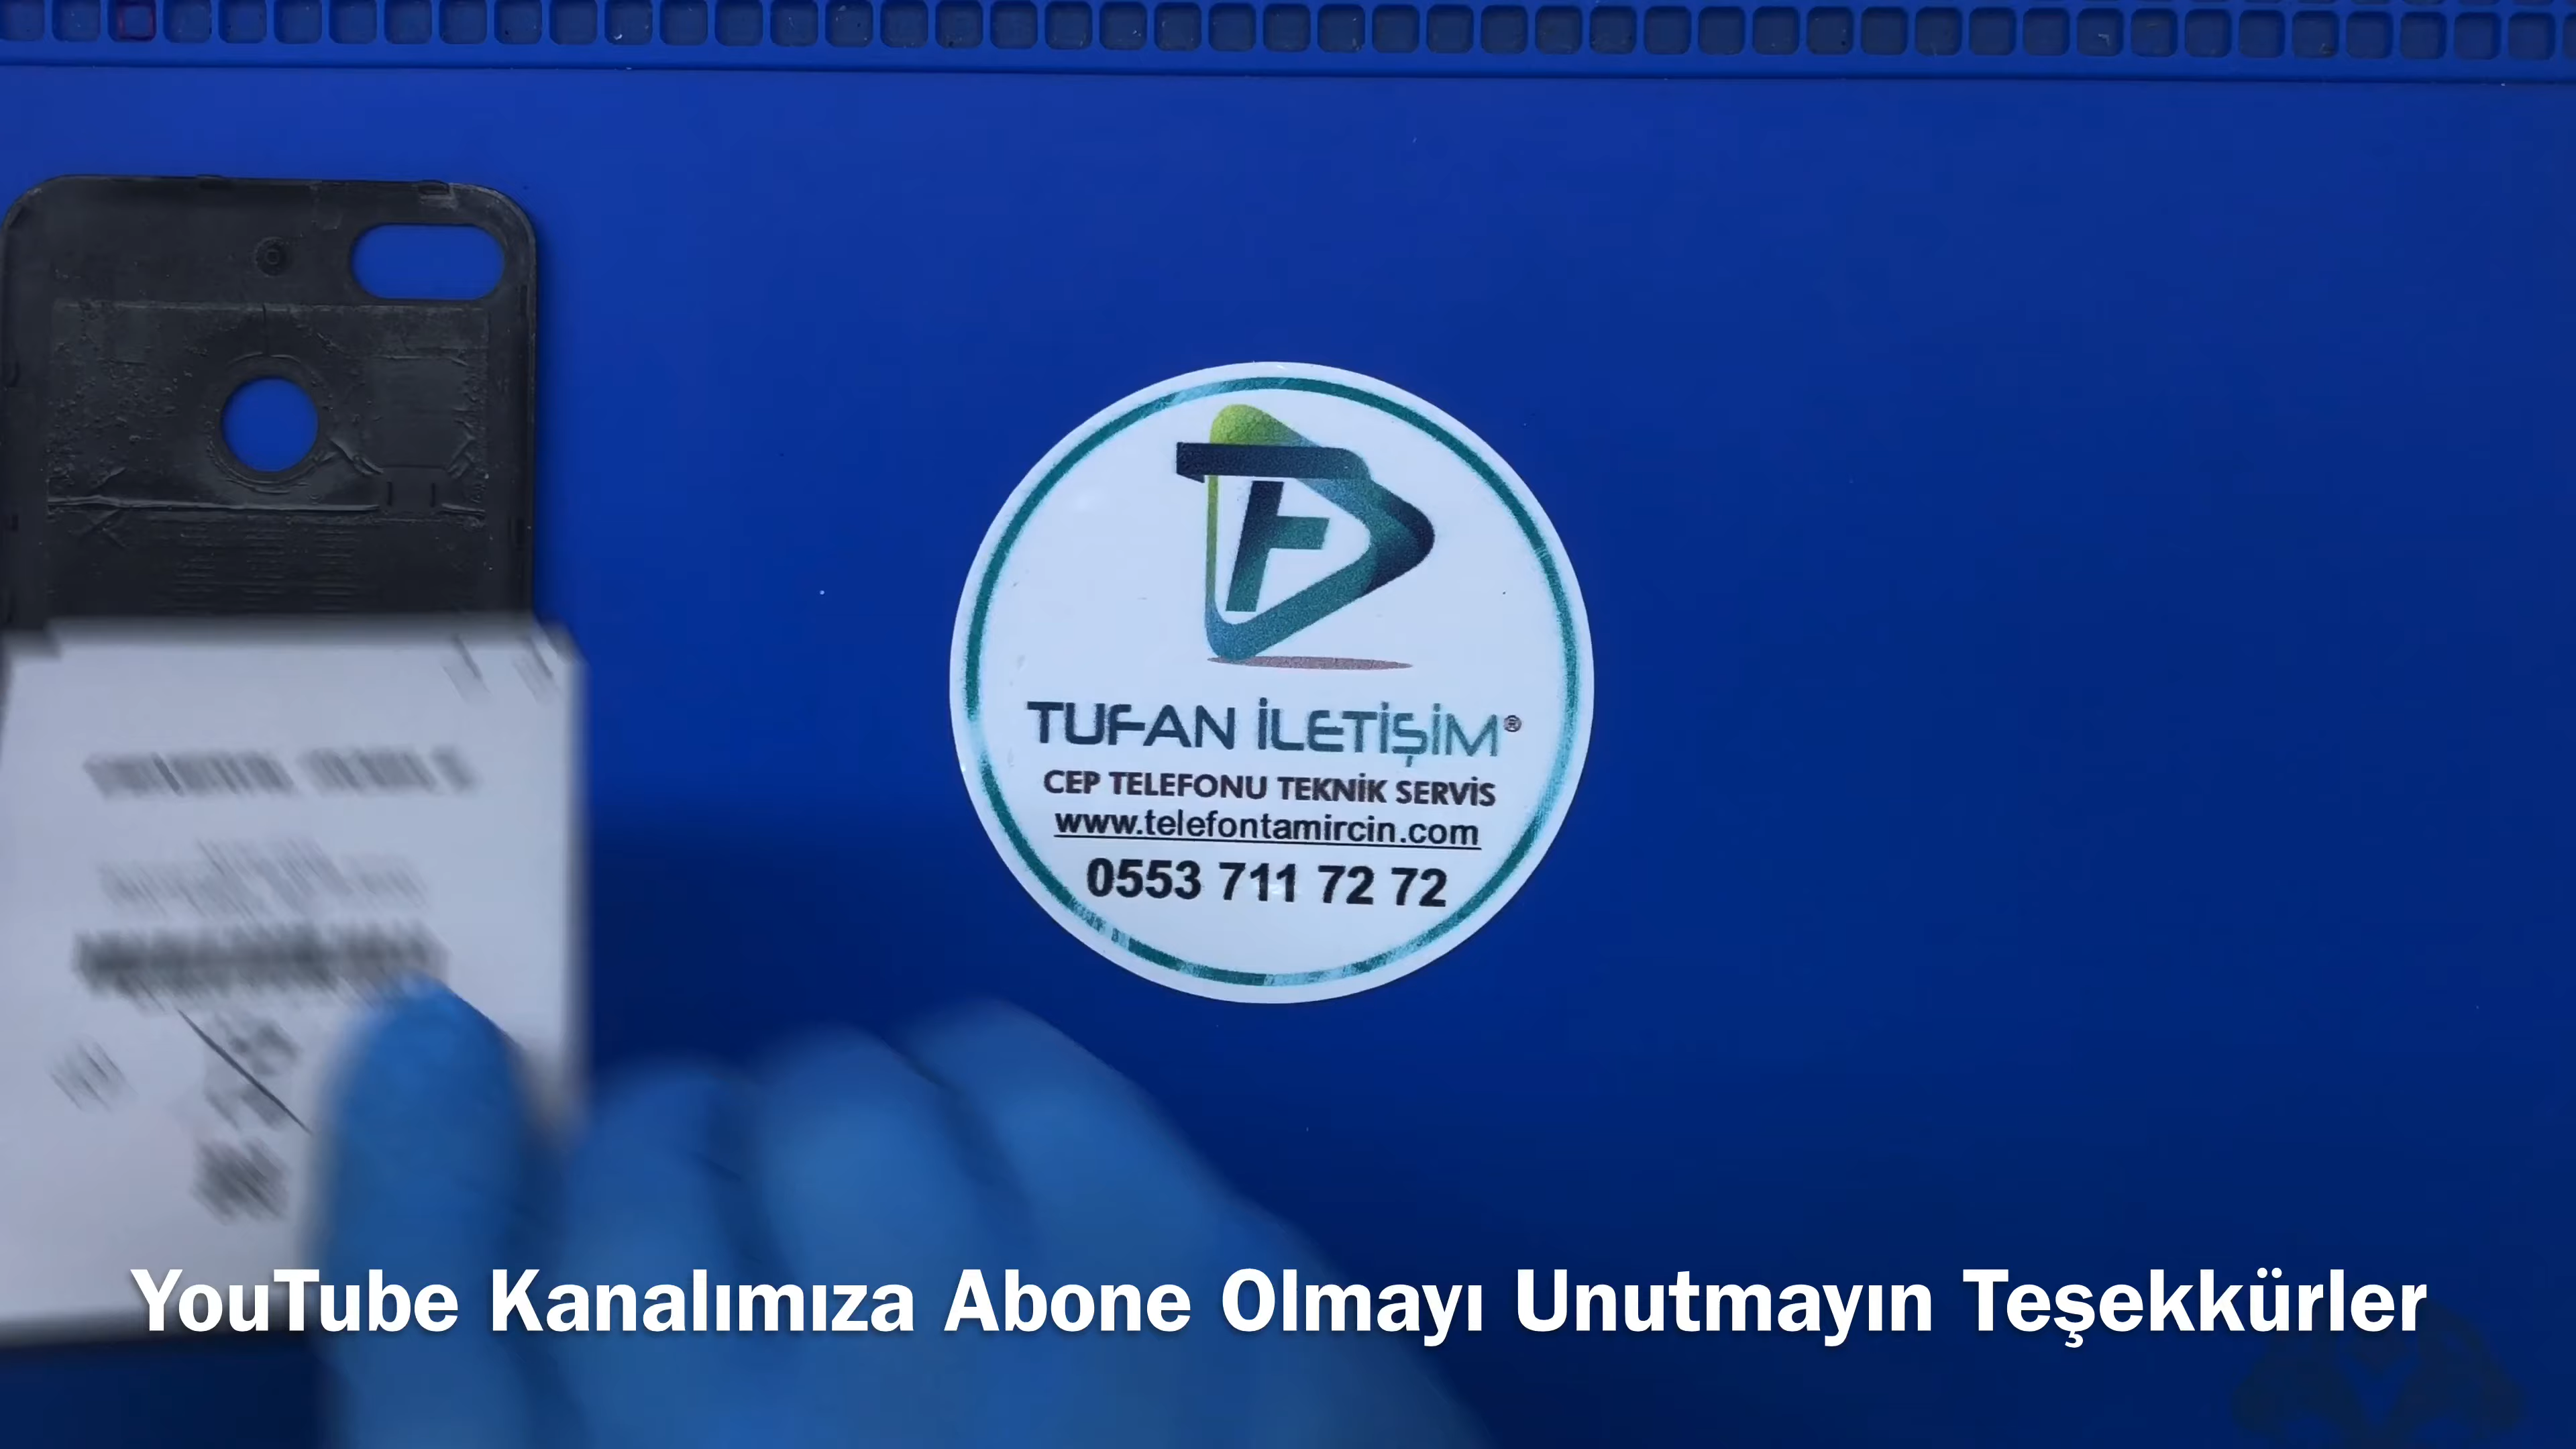 TUFAN İLETİŞİM®
CEP TELEFONU TEKNİK SERVİS
www.telefontamircin.com
0553 711 72 72
YouTube Kanalımıza Abone Olmayı Unutmayın Teşekkürler